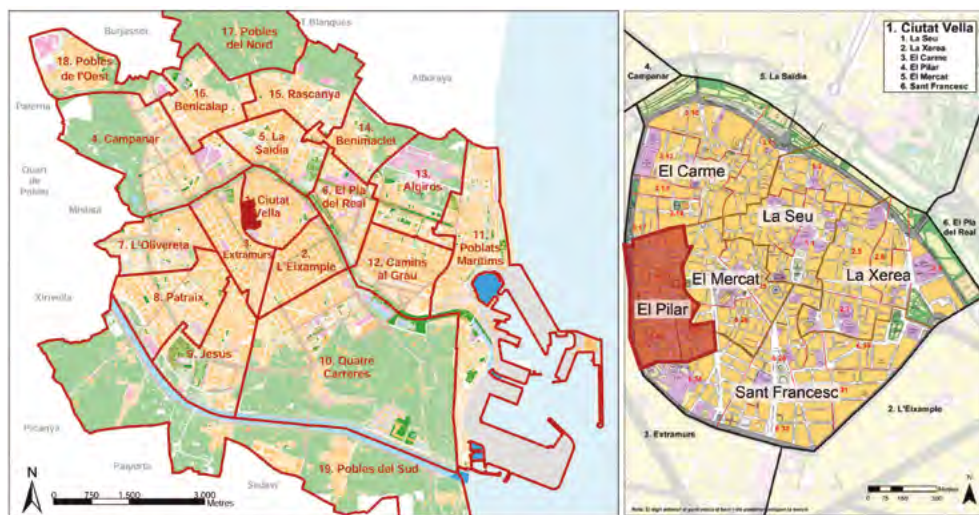 Burjassot
17. Pobles
del Nord
18. Pobles
de l'Oest
Alboraya
16.
Benicalap
15. Rascanya
Paterna
4. Campanar
5. La
Saïdia
14.
Benimaclet
13.
Algirós
Quart
de
Poblet
Mislata
6. El Pla
del Real
1. Ciutat
Vella
11.
Poblats
Marítims
3.
Extramurs
2.
L'Eixample
12. Camins
al Grau
7. L'Olivereta
Xirivella
8. Patraix
9. Jesús
10. Quatre
Carreres
Picanya
Paiporta
Sedaví
19. Pobles del Sud
N
0 750 1.500 3.000
Metres
1. Ciutat Vella
1. La Seu
2. La Xerea
3. El Carme
4. El Pilar
5. El Mercat
6. Sant Francesc
4.
Campanar
5. La Saïdia
El Carme
La Seu
6. El Pla
del Real
El Mercat
La Xerea
El Pilar
Sant Francesc
2. L'Eixample
3. Extramurs
N
0 75 150 300
Metres